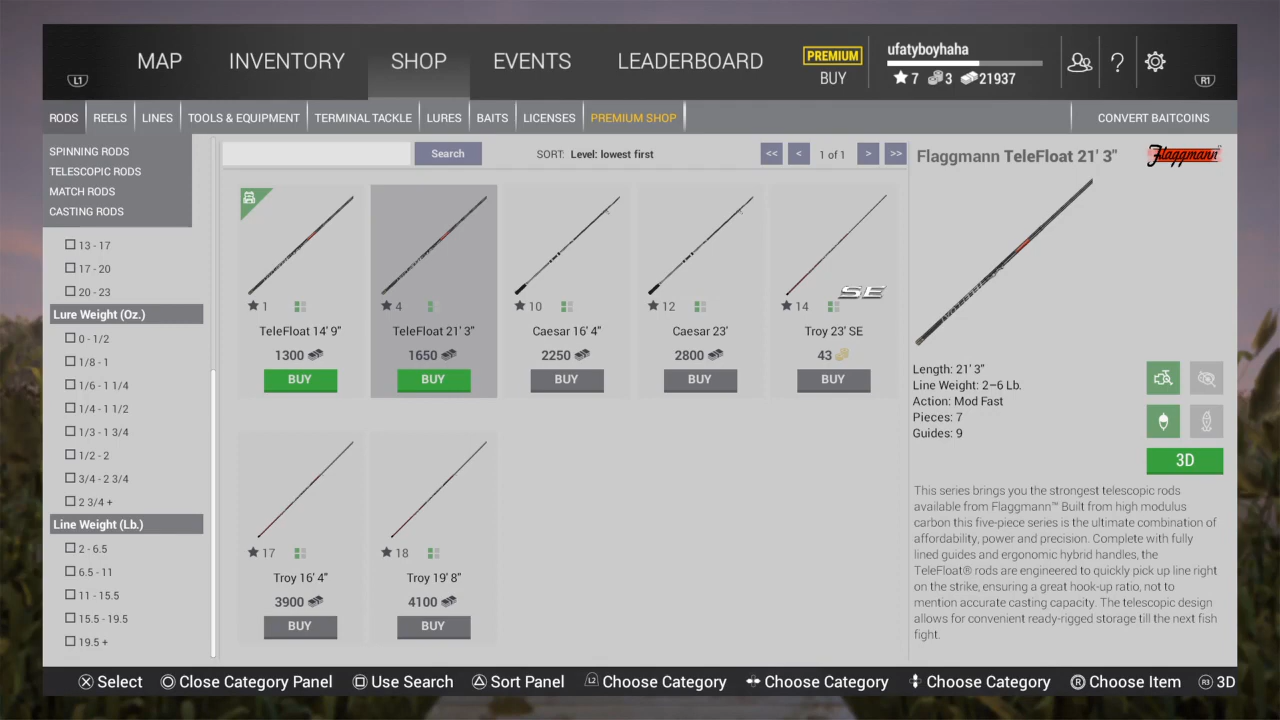 MAP
INVENTORY
SHOP
EVENTS
LEADERBOARD
PREMIUM
BUY
ufatyboyhaha
7 3 21937
?
L1
R1
RODS
REELS
LINES
TOOLS & EQUIPMENT
TERMINAL TACKLE
LURES
BAITS
LICENSES
PREMIUM SHOP
CONVERT BAITCOINS
SPINNING RODS
TELESCOPIC RODS
MATCH RODS
CASTING RODS
13 - 17
17 - 20
20 - 23
Lure Weight (Oz.)
0 - 1/2
1/8 - 1
1/6 - 1 1/4
1/4 - 1 1/2
1/3 - 1 3/4
1/2 - 2
3/4 - 2 3/4
2 3/4 +
Line Weight (Lb.)
2 - 6.5
6.5 - 11
11 - 15.5
15.5 - 19.5
19.5 +
Search
SORT: Level: lowest first
<< < 1 of 1 > >>
1
TeleFloat 14' 9"
1300
BUY
4
TeleFloat 21' 3"
1650
BUY
10
Caesar 16' 4"
2250
BUY
12
Caesar 23'
2800
BUY
14
SE
Troy 23' SE
43
BUY
17
Troy 16' 4"
3900
BUY
18
Troy 19' 8"
4100
BUY
Flaggmann TeleFloat 21' 3"
Flaggmann
Length: 21' 3"
Line Weight: 2–6 Lb.
Action: Mod Fast
Pieces: 7
Guides: 9
3D
This series brings you the strongest telescopic rods
available from Flaggmann™ Built from high modulus
carbon this five-piece series is the ultimate combination of
affordability, power and precision. Complete with fully
lined guides and ergonomic hybrid handles, the
TeleFloat® rods are engineered to quickly pick up line right
on the strike, ensuring a great hook-up ratio, not to
mention accurate casting capacity. The telescopic design
allows for convenient ready-rigged storage till the next fish
fight.
Select
Close Category Panel
Use Search
Sort Panel
L2 Choose Category
Choose Category
Choose Category
R Choose Item
R3 3D